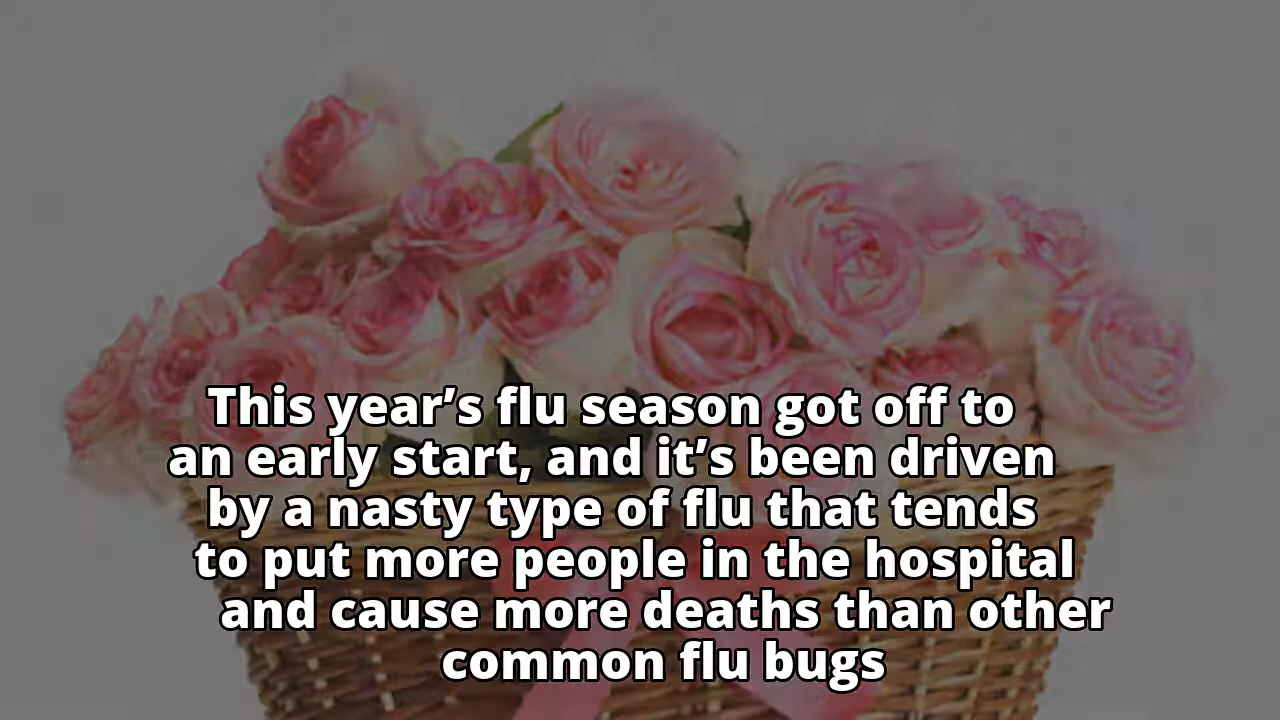 This year’s flu season got off to
an early start, and it’s been driven
by a nasty type of flu that tends
to put more people in the hospital
and cause more deaths than other
common flu bugs